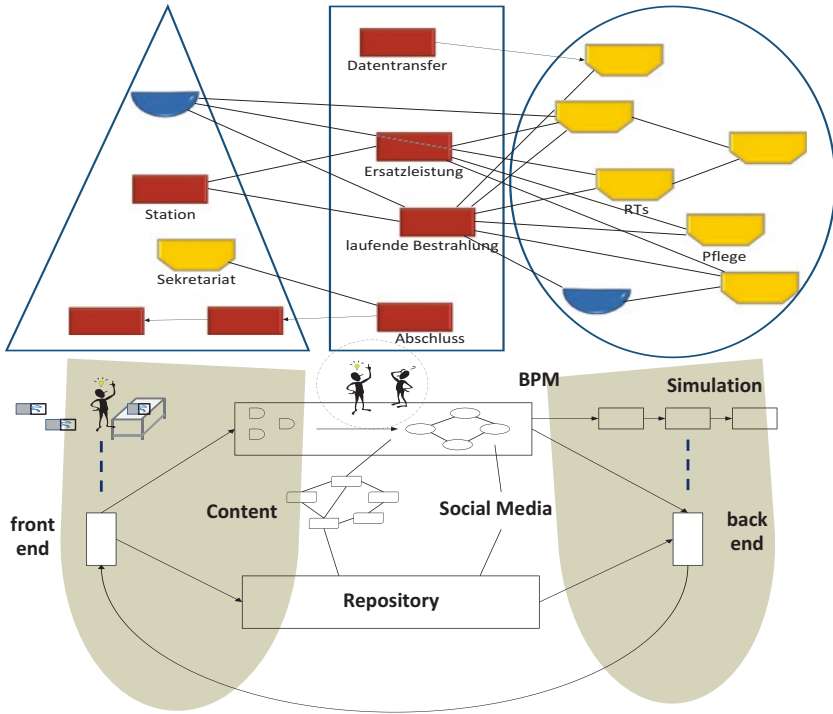 Datentransfer
Ersatzleistung
Station
RTs
laufende Bestrahlung
Pflege
Sekretariat
Abschluss
BPM
Simulation
Content
Social Media
front
end
back
end
Repository